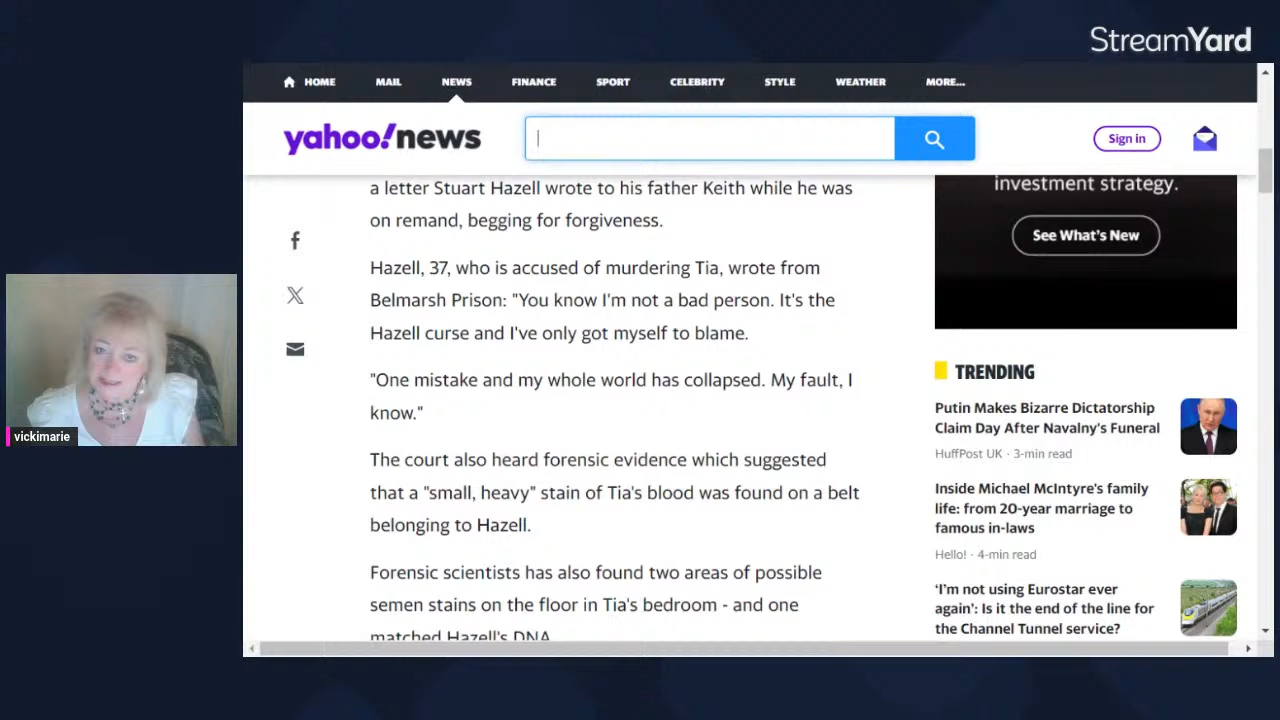 StreamYard
HOME MAIL NEWS FINANCE SPORT CELEBRITY STYLE WEATHER MORE...
yahoo!news
Sign in
a letter Stuart Hazell wrote to his father Keith while he was
on remand, begging for forgiveness.
Hazell, 37, who is accused of murdering Tia, wrote from
Belmarsh Prison: "You know I'm not a bad person. It's the
Hazell curse and I've only got myself to blame.
"One mistake and my whole world has collapsed. My fault, I
know."
The court also heard forensic evidence which suggested
that a "small, heavy" stain of Tia's blood was found on a belt
belonging to Hazell.
Forensic scientists has also found two areas of possible
semen stains on the floor in Tia's bedroom - and one
matched Hazell's DNA
investment strategy.
See What's New
TRENDING
Putin Makes Bizarre Dictatorship
Claim Day After Navalny's Funeral
HuffPost UK · 3-min read
Inside Michael McIntyre's family
life: from 20-year marriage to
famous in-laws
Hello! · 4-min read
‘I’m not using Eurostar ever
again’: Is it the end of the line for
the Channel Tunnel service?
vickimarie